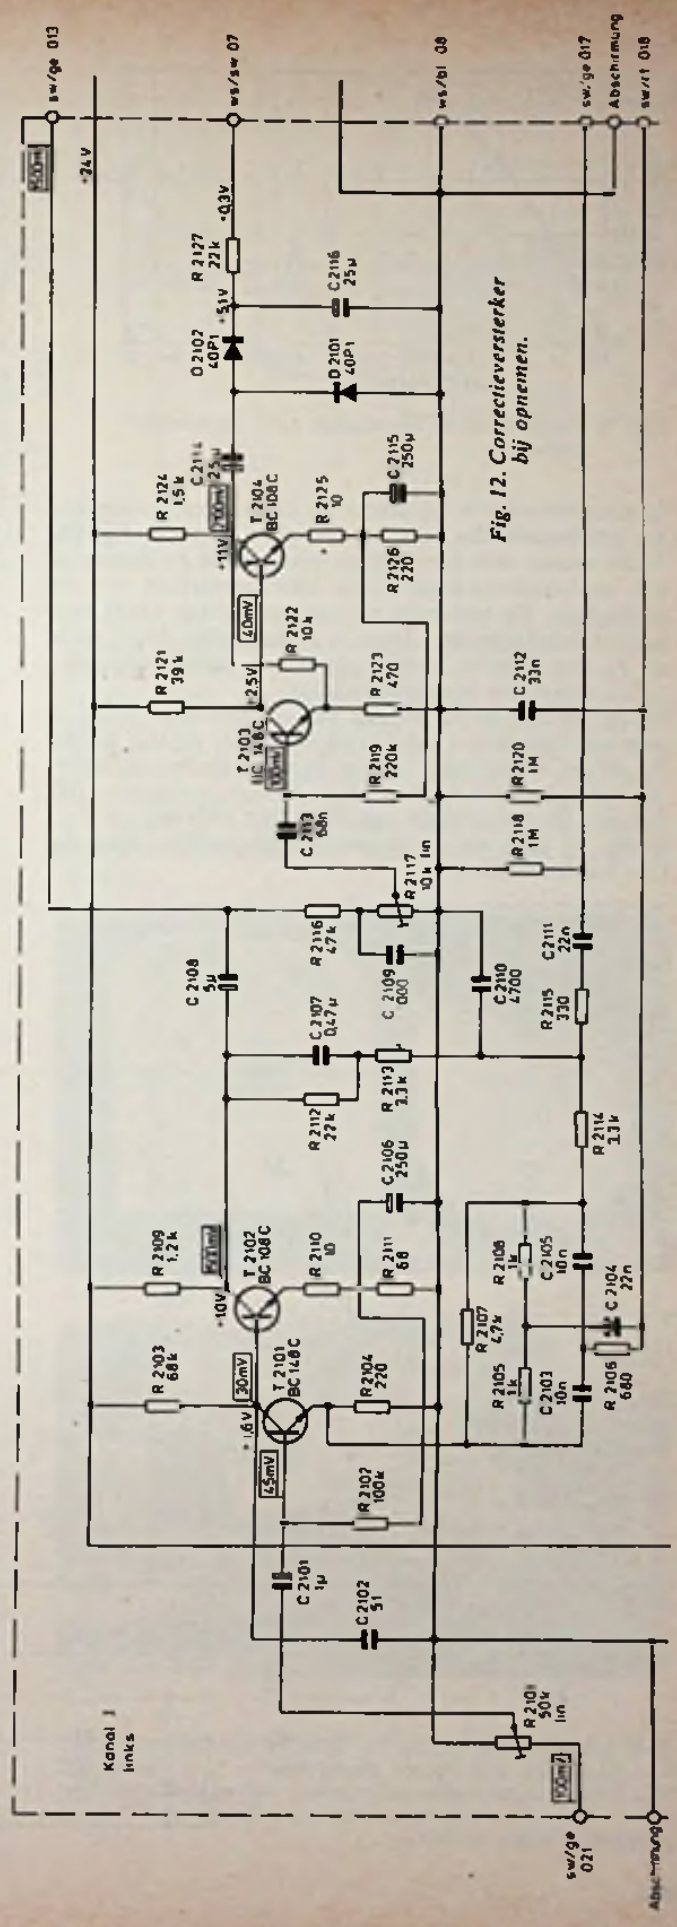 sw/ge 013
ws/sw 07
ws/bl 08
sw/ge 017
Abschirmung
sw/rt 018
+24V
+0,3V
R 2127
22k
+5,1V
C 2116
25µ
D 2102
40P1
D 2101
40P1
Fig. 12. Correctieversterker
bij opnemen.
R 2124
1,5 k
C 2114
25µ
700mV
+11V
T 2104
BC 108C
R 2125
10
C 2115
250µ
R 2126
220
40mV
R 2121
39k
+2,5V
R 2122
10k
T 2103
148C
R 2123
470
R 2119
220k
C 2112
33n
C 2113
68n
R 2120
1M
R 2118
1M
R 2117
10k lin
R 2116
47k
C 2108
5µ
C 2109
C 2110
4700
C 2111
22n
R 2115
330
C 2107
0,47µ
R 2112
22k
R 2113
3,3k
R 2114
3,3k
C 2106
250µ
R 2109
1,2k
+10V
T 2102
BC 108C
R 2110
10
R 2111
68
R 2108
1k
C 2105
10n
R 2107
4,7k
C 2104
22n
R 2103
68k
30mV
+1,6V
T 2101
BC 148C
R 2104
220
R 2105
1k
C 2103
10n
R 2106
680
45mV
R 2102
100k
C 2101
1µ
C 2102
51
Kanal 1
links
R 2101
50k
lin
100mV
sw/ge
021